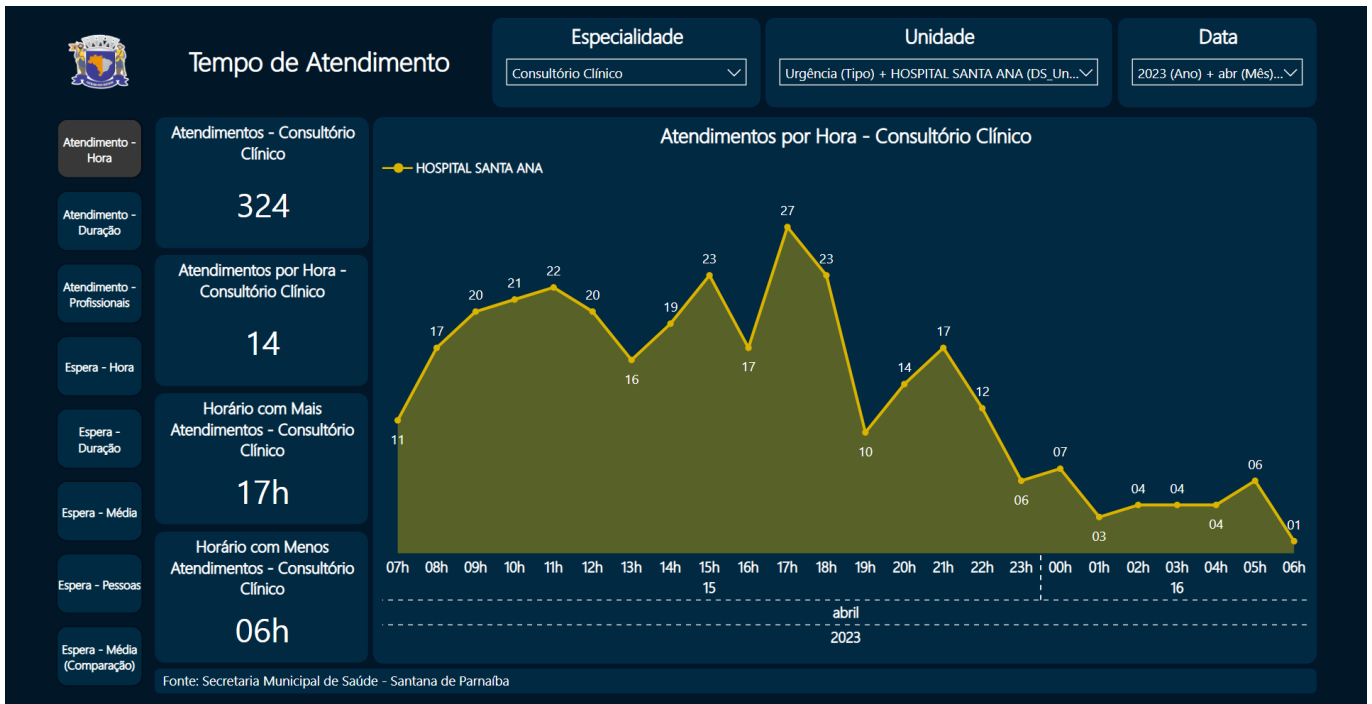 Tempo de Atendimento
Especialidade
Consultório Clínico
Unidade
Urgência (Tipo) + HOSPITAL SANTA ANA (DS_Un...
Data
2023 (Ano) + abr (Mês)...
Atendimento -
Hora
Atendimento -
Duração
Atendimento -
Profissionais
Espera - Hora
Espera -
Duração
Espera - Média
Espera - Pessoas
Espera - Média
(Comparação)
Atendimentos - Consultório
Clínico
324
Atendimentos por Hora -
Consultório Clínico
14
Horário com Mais
Atendimentos - Consultório
Clínico
17h
Horário com Menos
Atendimentos - Consultório
Clínico
06h
Atendimentos por Hora - Consultório Clínico
HOSPITAL SANTA ANA
11 17 20 21 22 20 16 19 23 17 27 23 10 14 17 12 06 07 03 04 04 04 06 01
07h 08h 09h 10h 11h 12h 13h 14h 15h 16h 17h 18h 19h 20h 21h 22h 23h 00h 01h 02h 03h 04h 05h 06h
15 16
abril
2023
Fonte: Secretaria Municipal de Saúde - Santana de Parnaíba